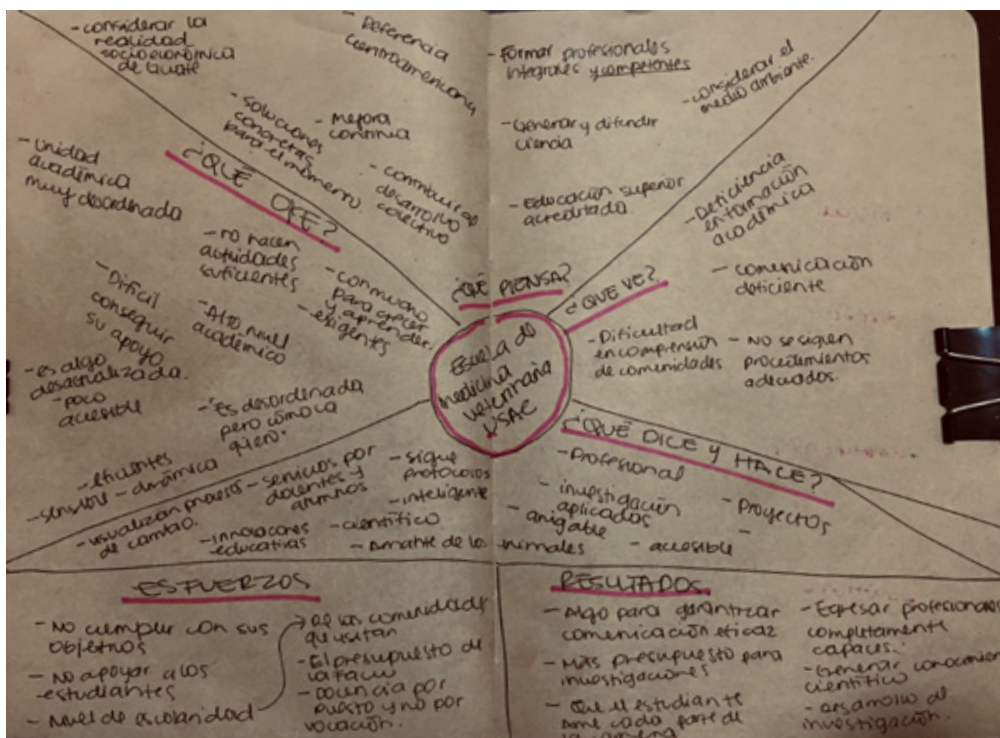 - considerar la
realidad
socioeconómica
de Guate
- Referencia
Centroamericana
- soluciones
concretas
para el momento.
- Mejora
continua
- contribuir al
desarrollo
colectivo
- Formar profesionales
integrales y competentes
- Generar y difundir
ciencia
- Educación superior
acreditada.
- considerar el
medio ambiente.
¿QUÉ PIENSA?
¿QUÉ OYE?
- Unidad
académica
muy desordenada
- no hacen
actividades
suficientes
- continuan
para crecer
y aprender.
- exigentes
- Difícil
conseguir
su apoyo
- Alto nivel
académico
- es algo
desactualizada.
- poco
accesible
- "Es desordenada
pero cómo la
quiero".
Escuela de
medicina
veterinaria
USAC
¿QUE VE?
- Deficiencia
en formación
académica
- comunicación
deficiente
- Dificultad
en comprensión
de comunidades
- No se siguen
procedimientos
adecuados.
- eficientes
- sensible - dinámica
- visualizan procesos
de cambio.
- servicios por
docentes y
alumnos
- innovaciones
educativas
- sigue
protocolos
- inteligente
- científico
- Amante de los animales
¿QUÉ DICE Y HACE?
- Profesional
- investigación
aplicados
- amigable
- Proyectos
-
- accesible
ESFUERZOS
- No cumplir con sus
objetivos
- No apoyar a los
estudiantes
- Nivel de escolaridad
de las comunidades
que visitan
- El presupuesto de
la facu
- Docencia por
puesto y no por
vocación.
RESULTADOS
- Algo para garantizar
comunicación eficaz
- Más presupuesto para
investigaciones
- Que el estudiante
ame cada parte de
la carrera
- Egresar profesionales
completamente
capaces.
- Generar conocimien
científico
- desarrollo de
investigación.